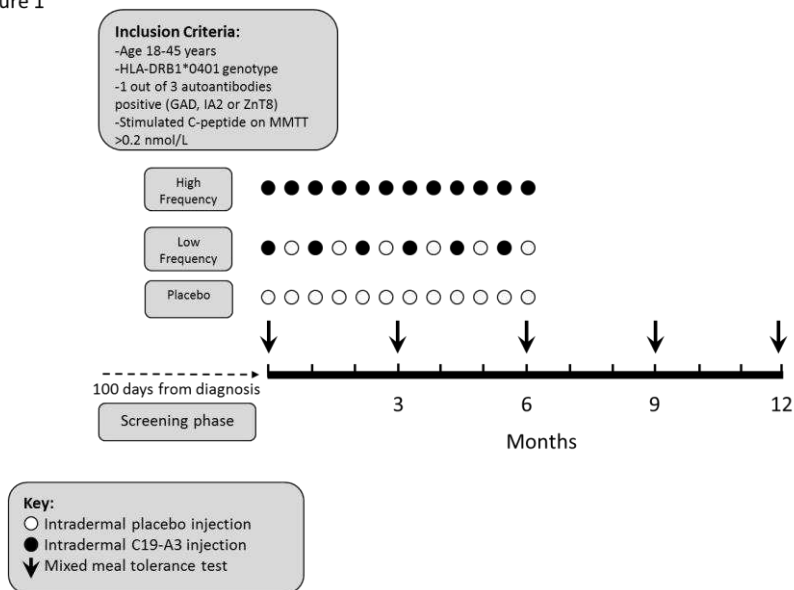 Inclusion Criteria:
-Age 18-45 years
-HLA-DRB1*0401 genotype
-1 out of 3 autoantibodies
positive (GAD, IA2 or ZnT8)
-Stimulated C-peptide on MMTT
>0.2 nmol/L
High
Frequency
Low
Frequency
Placebo
100 days from diagnosis
3 6 9 12
Screening phase
Months
Key:
Intradermal placebo injection
Intradermal C19-A3 injection
Mixed meal tolerance test